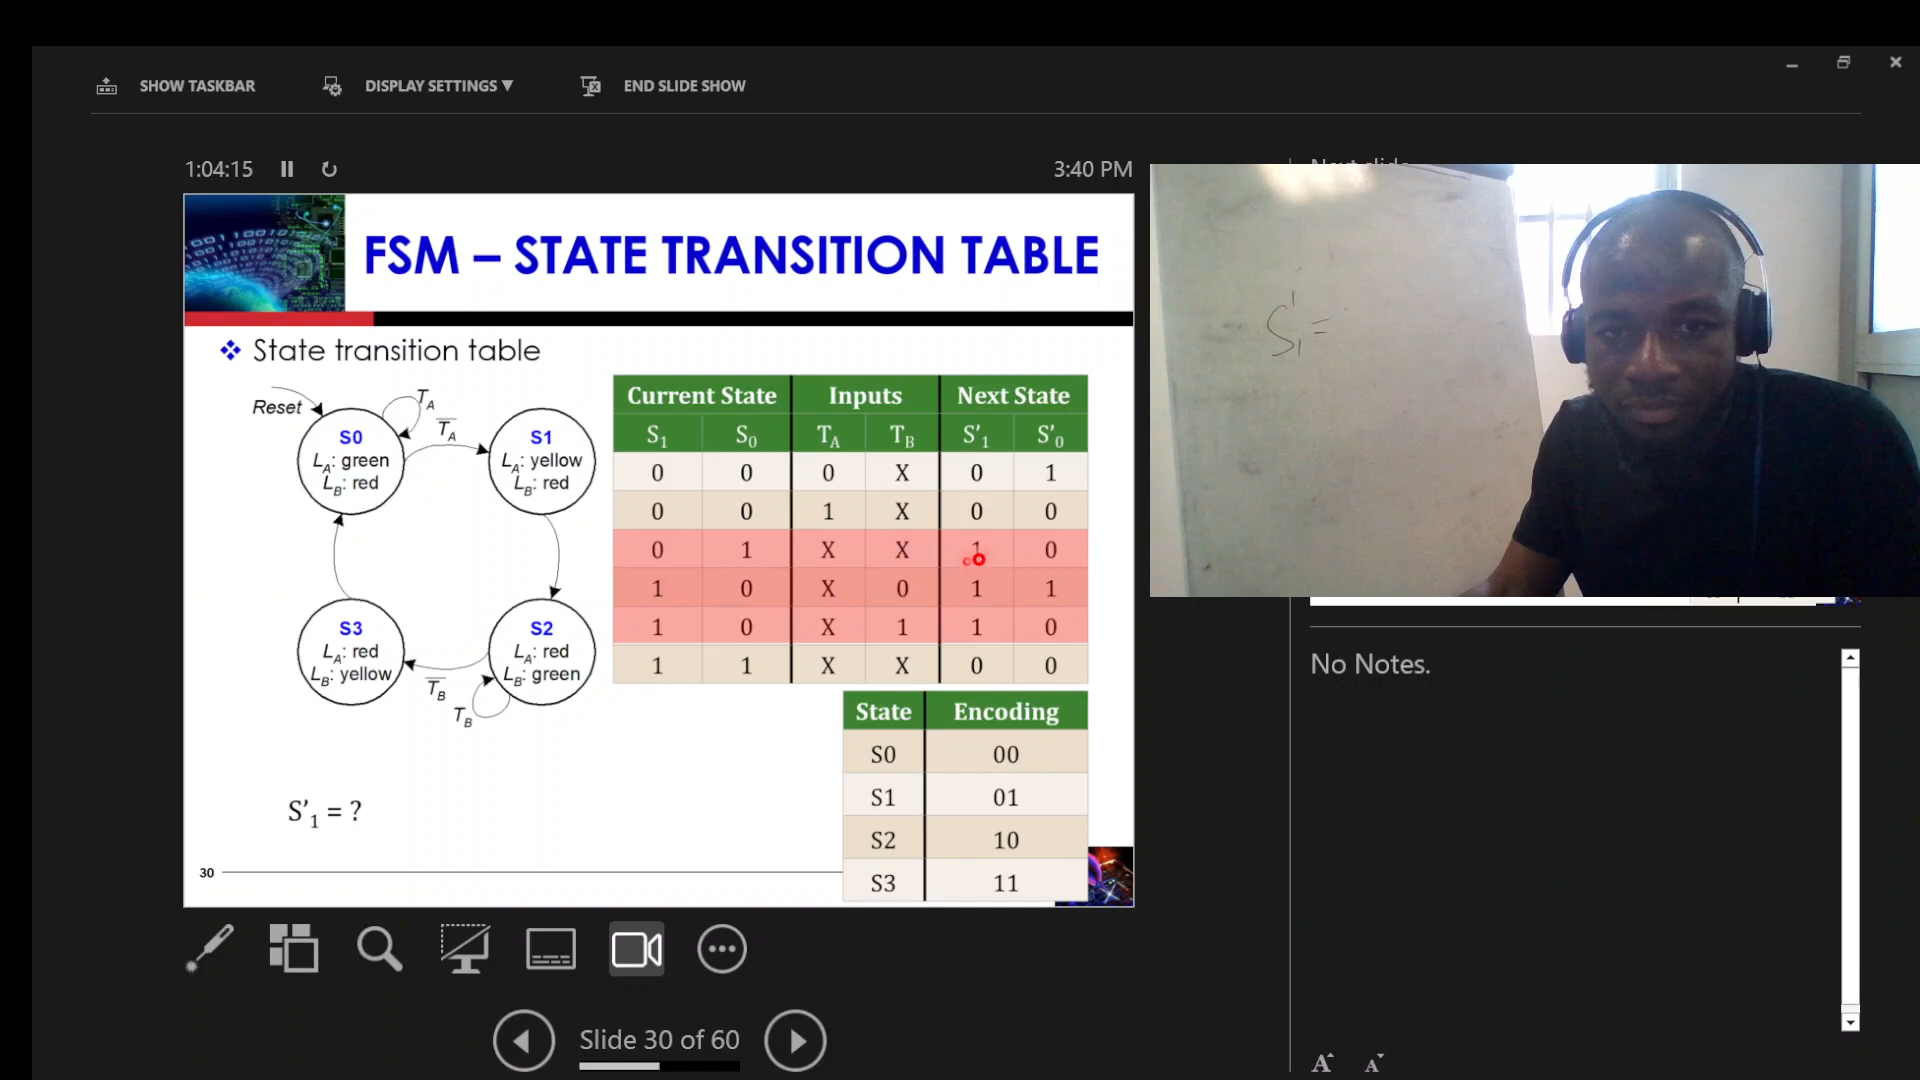 SHOW TASKBAR DISPLAY SETTINGS ▼ END SLIDE SHOW
1:04:15 3:40 PM
Next slide
FSM – STATE TRANSITION TABLE
State transition table
Reset
T_A
T̅_A
S0
L_A: green
L_B: red
S1
L_A: yellow
L_B: red
S3
L_A: red
L_B: yellow
S2
L_A: red
L_B: green
T̅_B
T_B
Current State Inputs Next State
S₁ S₀ T_A T_B S'₁ S'₀
0 0 0 X 0 1
0 0 1 X 0 0
0 1 X X 1 0
1 0 X 0 1 1
1 0 X 1 1 0
1 1 X X 0 0
State Encoding
S0 00
S1 01
S2 10
S3 11
S'₁ = ?
30
S'₁ =
No Notes.
Slide 30 of 60
A A